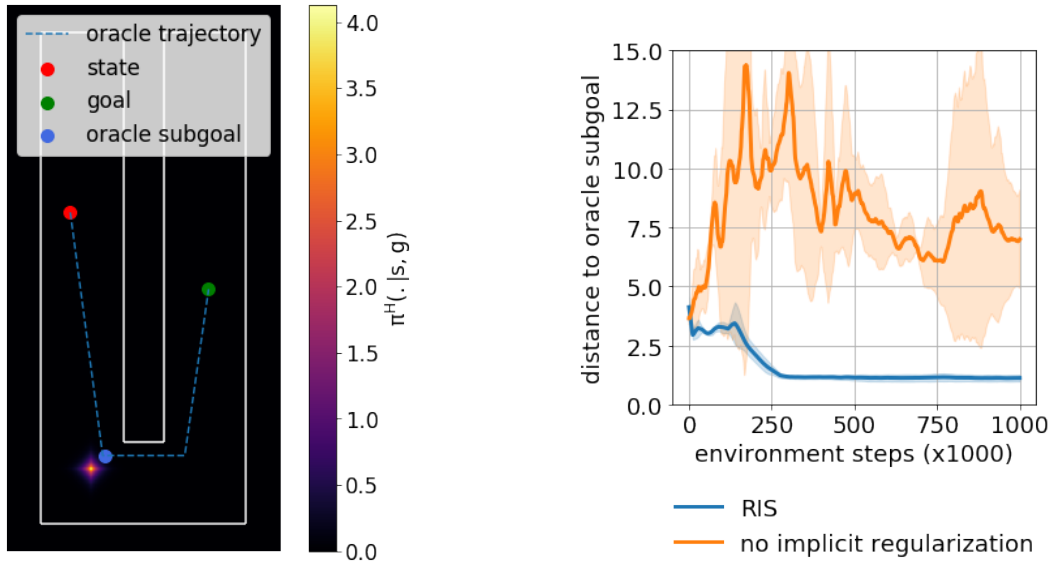 oracle trajectory
state
goal
oracle subgoal
4.0
3.5
3.0
2.5
2.0
1.5
1.0
0.5
0.0
π^H(. |s, g)
15.0
12.5
10.0
7.5
5.0
2.5
0.0
distance to oracle subgoal
0 250 500 750 1000
environment steps (x1000)
RIS
no implicit regularization